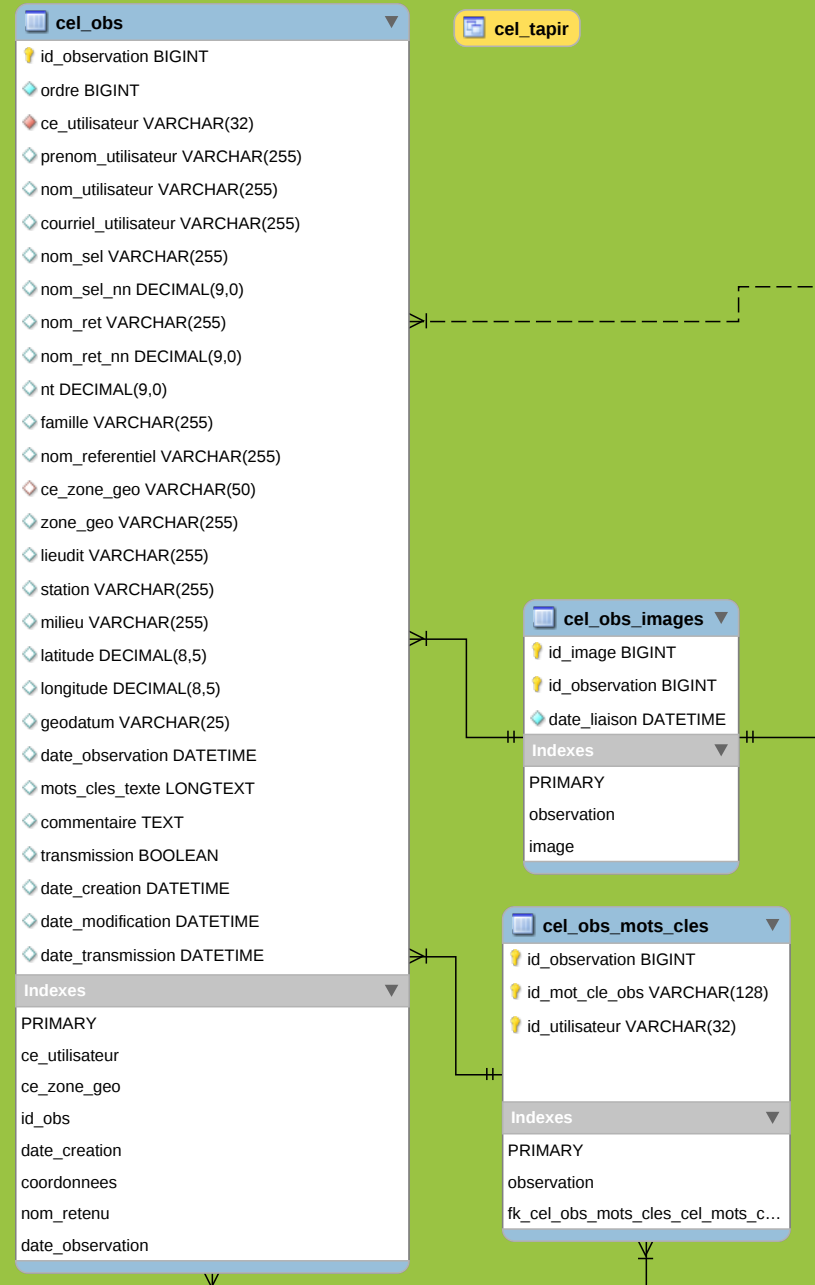 cel_obs
id_observation BIGINT
ordre BIGINT
ce_utilisateur VARCHAR(32)
prenom_utilisateur VARCHAR(255)
nom_utilisateur VARCHAR(255)
courriel_utilisateur VARCHAR(255)
nom_sel VARCHAR(255)
nom_sel_nn DECIMAL(9,0)
nom_ret VARCHAR(255)
nom_ret_nn DECIMAL(9,0)
nt DECIMAL(9,0)
famille VARCHAR(255)
nom_referentiel VARCHAR(255)
ce_zone_geo VARCHAR(50)
zone_geo VARCHAR(255)
lieudit VARCHAR(255)
station VARCHAR(255)
milieu VARCHAR(255)
latitude DECIMAL(8,5)
longitude DECIMAL(8,5)
geodatum VARCHAR(25)
date_observation DATETIME
mots_cles_texte LONGTEXT
commentaire TEXT
transmission BOOLEAN
date_creation DATETIME
date_modification DATETIME
date_transmission DATETIME
Indexes
PRIMARY
ce_utilisateur
ce_zone_geo
id_obs
date_creation
coordonnees
nom_retenu
date_observation
cel_tapir
cel_obs_images
id_image BIGINT
id_observation BIGINT
date_liaison DATETIME
Indexes
PRIMARY
observation
image
cel_obs_mots_cles
id_observation BIGINT
id_mot_cle_obs VARCHAR(128)
id_utilisateur VARCHAR(32)
Indexes
PRIMARY
observation
fk_cel_obs_mots_cles_cel_mots_c...